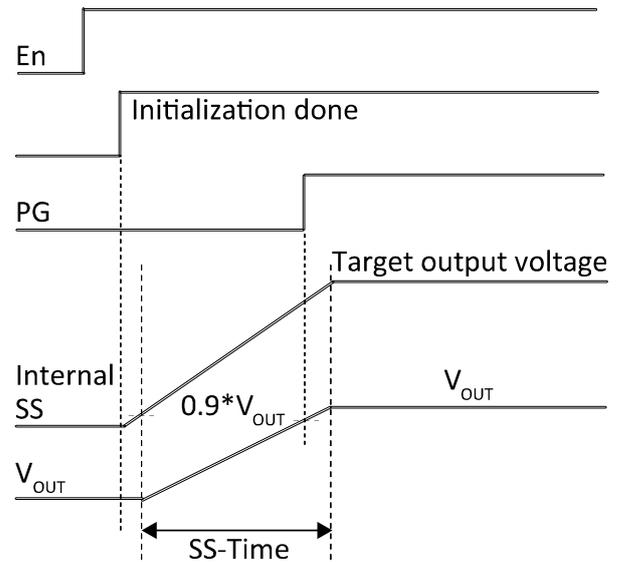 En
Initialization done
PG
Target output voltage
Internal
SS
0.9*VOUT
VOUT
VOUT
SS-Time